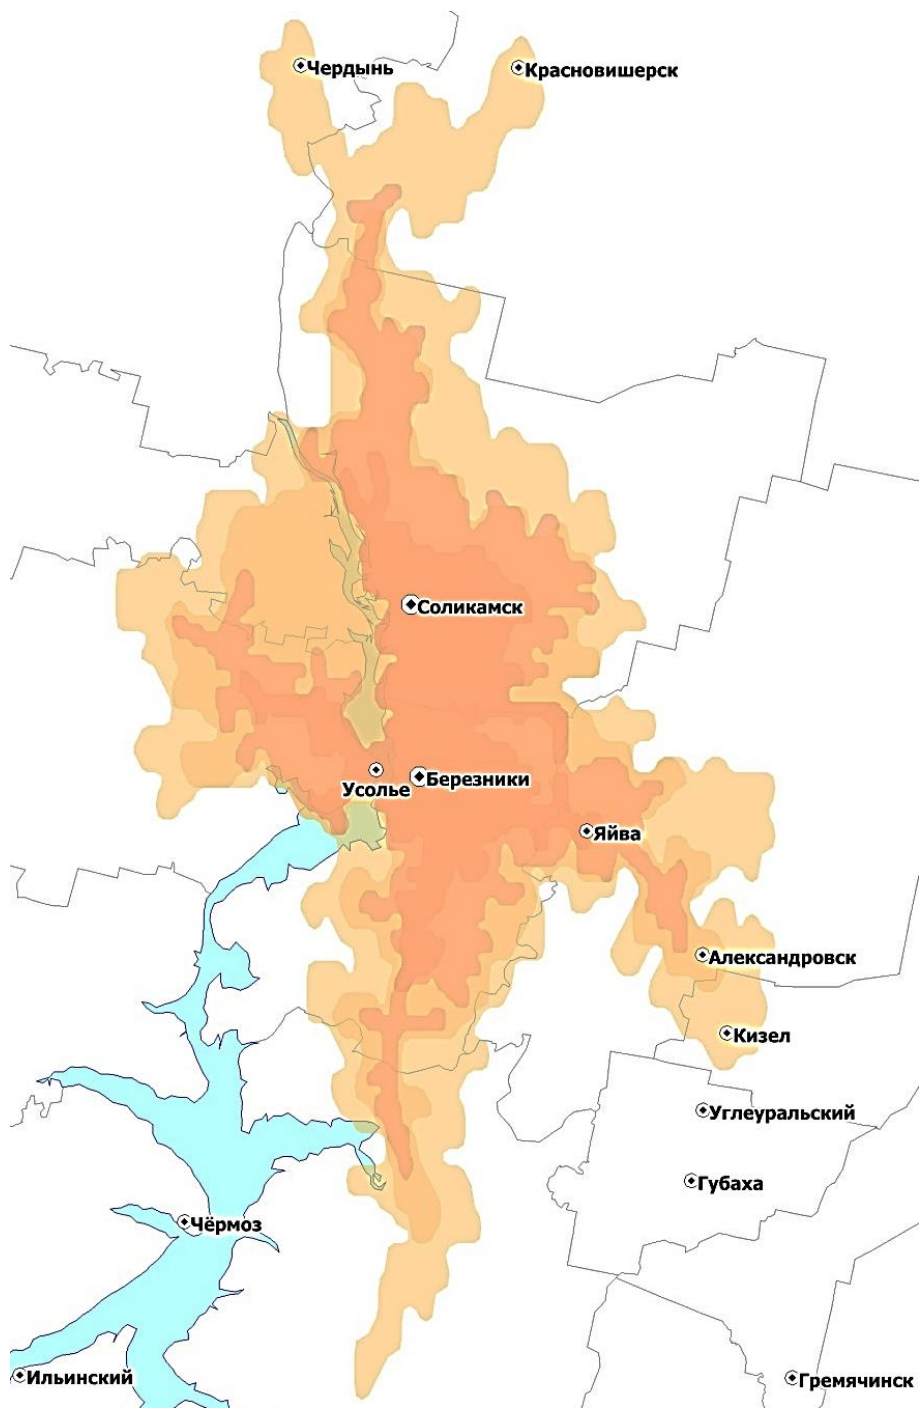 Чердынь
Красновишерск
Соликамск
Усолье
Березники
Яйва
Александровск
Кизел
Углеуральский
Губаха
Чёрмоз
Ильинский
Гремячинск